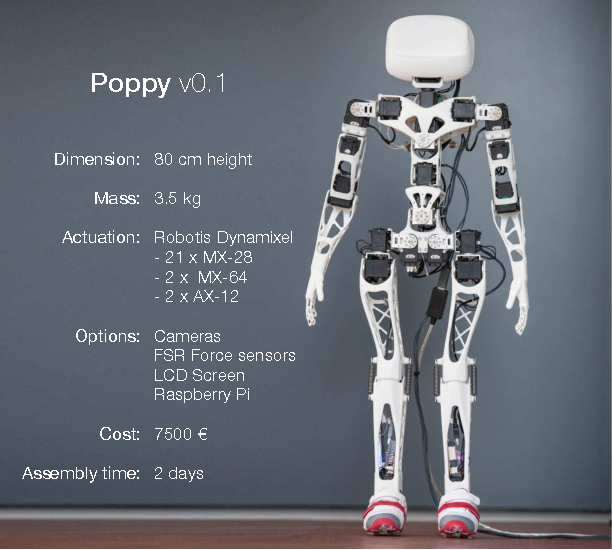 Poppy v0.1
Dimension: 80 cm height
Mass: 3.5 kg
Actuation: Robotis Dynamixel
- 21 x MX-28
- 2 x MX-64
- 2 x AX-12
Options: Cameras
FSR Force sensors
LCD Screen
Raspberry Pi
Cost: 7500 €
Assembly time: 2 days